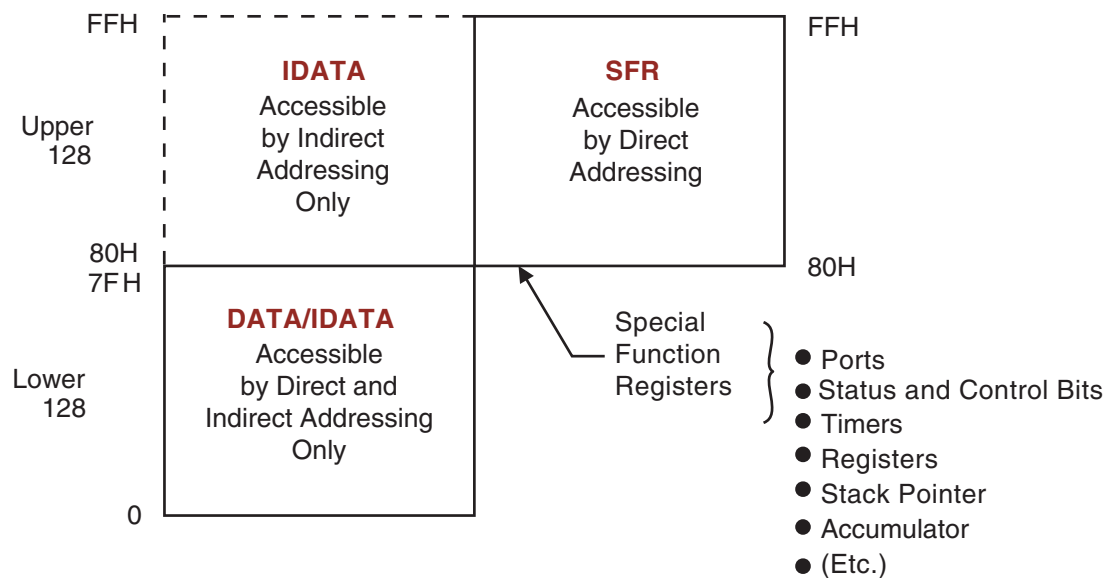 FFH
IDATA
Accessible
by Indirect
Addressing
Only
SFR
Accessible
by Direct
Addressing
FFH
Upper
128
80H
7FH
80H
DATA/IDATA
Accessible
by Direct and
Indirect Addressing
Only
Lower
128
0
Special
Function
Registers
Ports
Status and Control Bits
Timers
Registers
Stack Pointer
Accumulator
(Etc.)